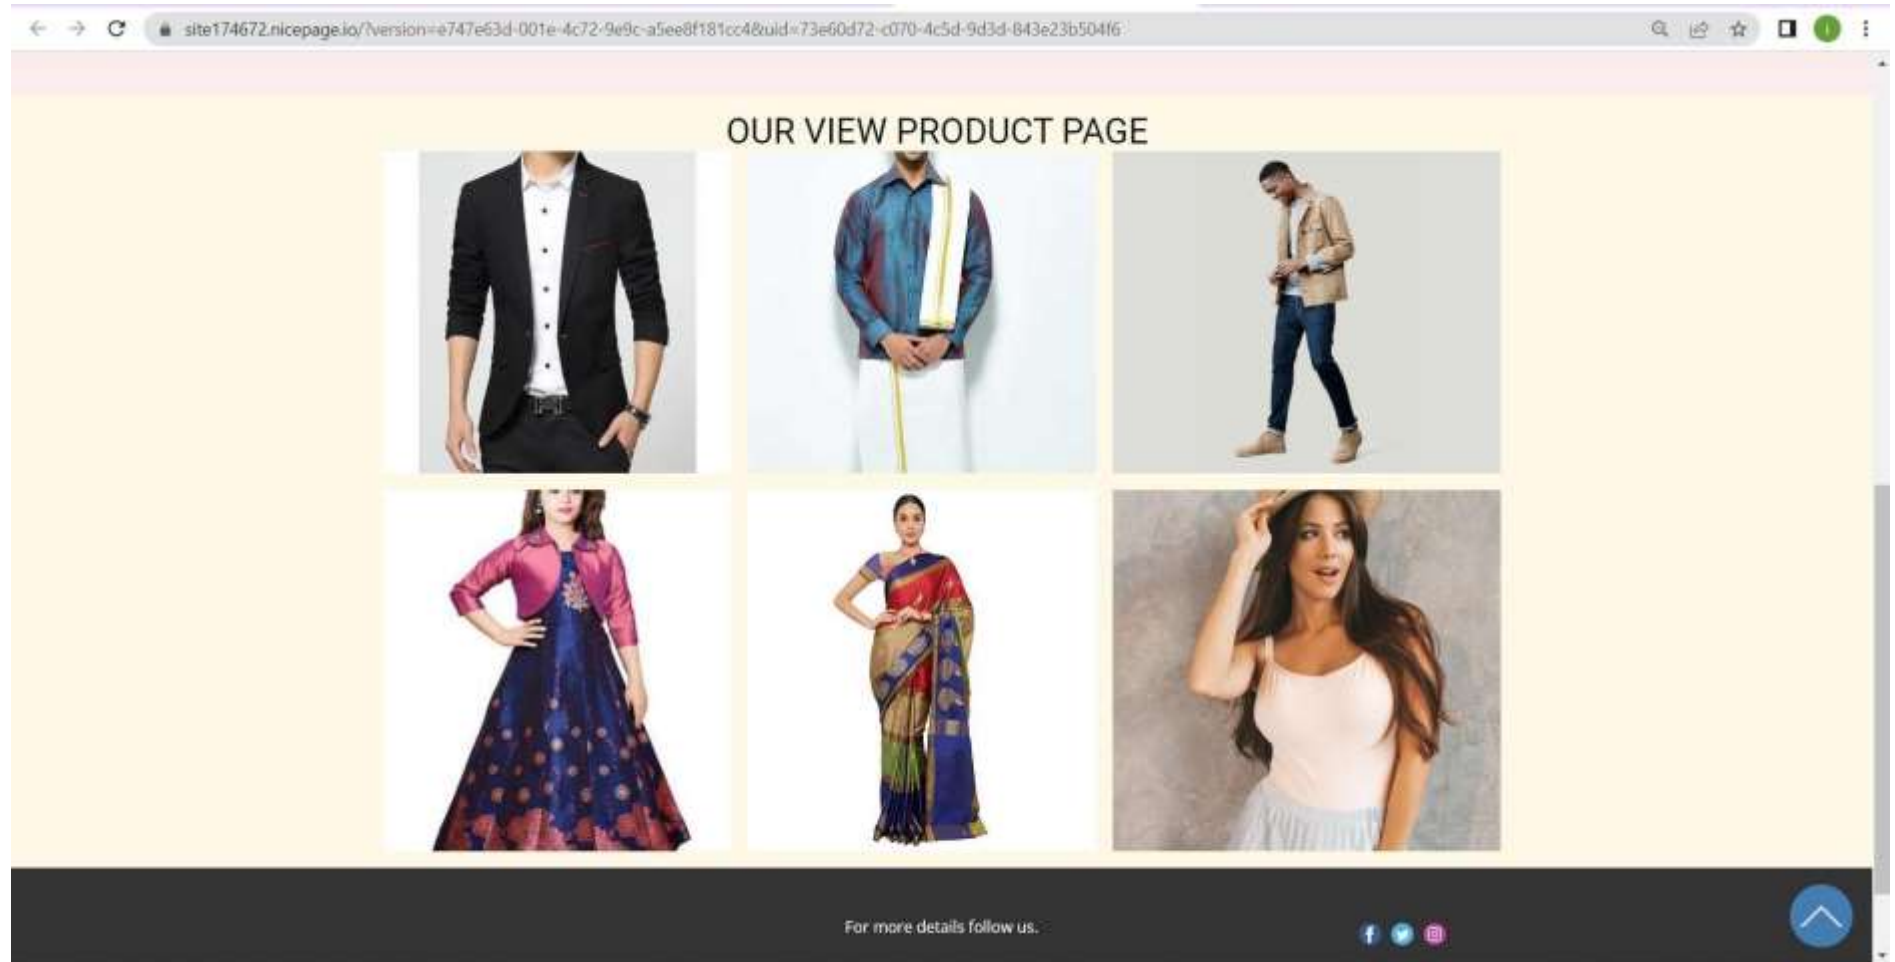 site174672.nicepage.io/?version=e747e63d-001e-4c72-9e9c-a5ee8f181cc4&uid=73e60d72-c070-4c5d-9d3d-843e23b504f6
OUR VIEW PRODUCT PAGE
For more details follow us.